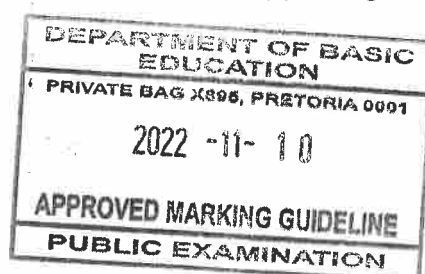 DEPARTMENT OF BASIC
EDUCATION
PRIVATE BAG X895, PRETORIA 0001
2022 -11- 10
APPROVED MARKING GUIDELINE
PUBLIC EXAMINATION